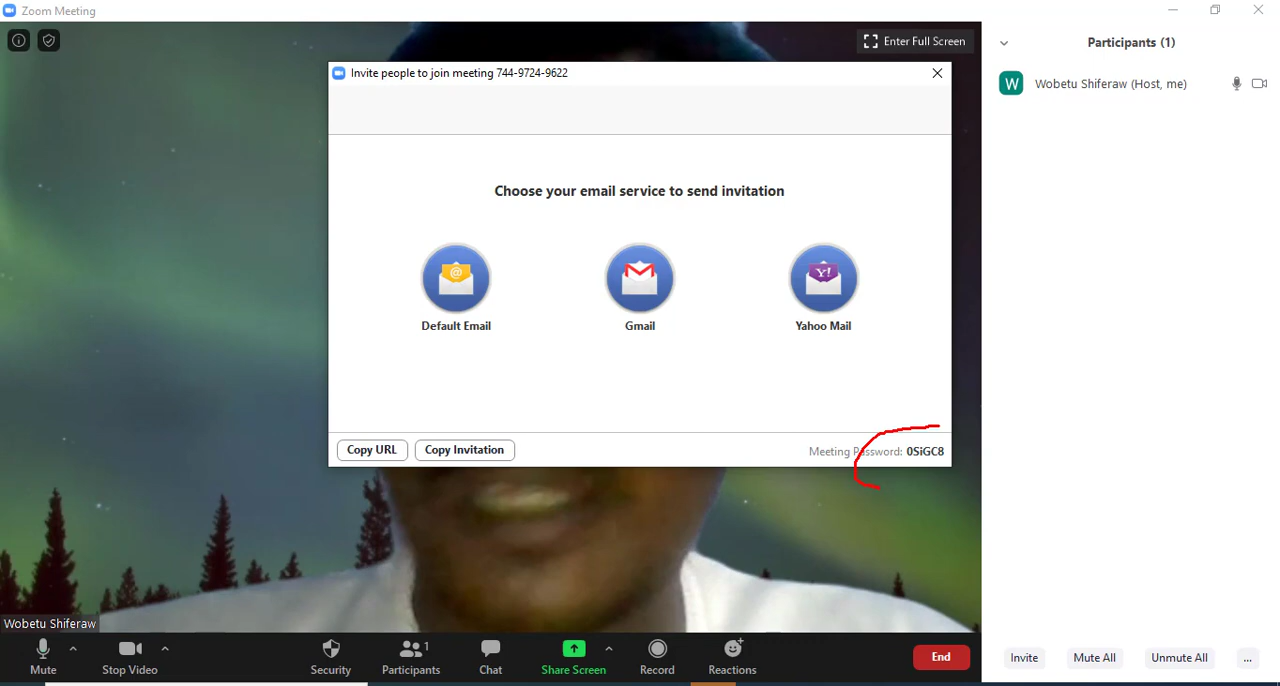 Zoom Meeting
Enter Full Screen
Participants (1)
Invite people to join meeting 744-9724-9622
W Wobetu Shiferaw (Host, me)
Choose your email service to send invitation
@
Y!
Default Email
Gmail
Yahoo Mail
Copy URL
Copy Invitation
Meeting Password: 0SiGC8
Wobetu Shiferaw
1
Mute
Stop Video
Security
Participants
Chat
Share Screen
Record
Reactions
End
Invite
Mute All
Unmute All
...